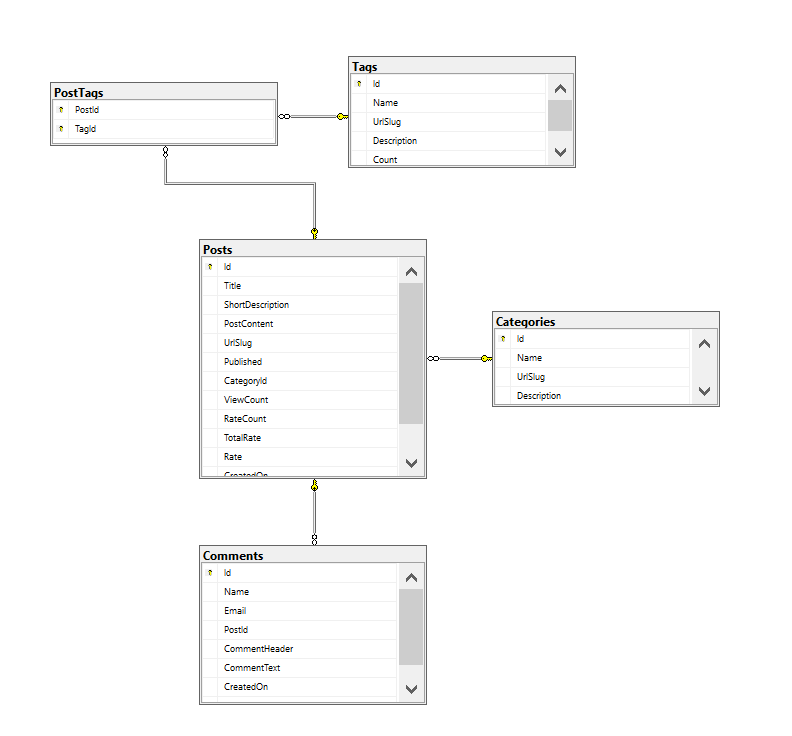 Tags
Id
Name
UrlSlug
Description
Count
PostTags
PostId
TagId
Posts
Id
Title
ShortDescription
PostContent
UrlSlug
Published
CategoryId
ViewCount
RateCount
TotalRate
Rate
CreatedOn
Categories
Id
Name
UrlSlug
Description
Comments
Id
Name
Email
PostId
CommentHeader
CommentText
CreatedOn